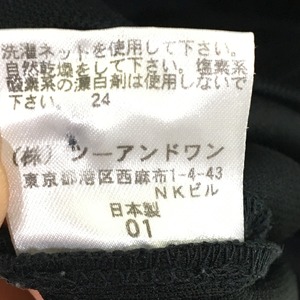 洗濯ネットを使用して下さい。
自然乾燥をして下さい。塩素系
酸素系の漂白剤は使用しないで
下さい。 24
(株) ツーアンドワン
東京都港区西麻布1-4-43
NKビル
日本製
01